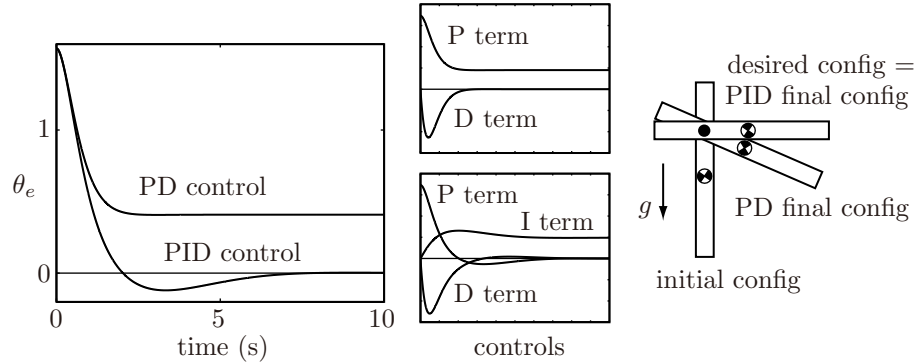 θe
1
0
PD control
PID control
0
5
10
time (s)
P term
D term
P term
I term
D term
controls
desired config =
PID final config
g
PD final config
initial config